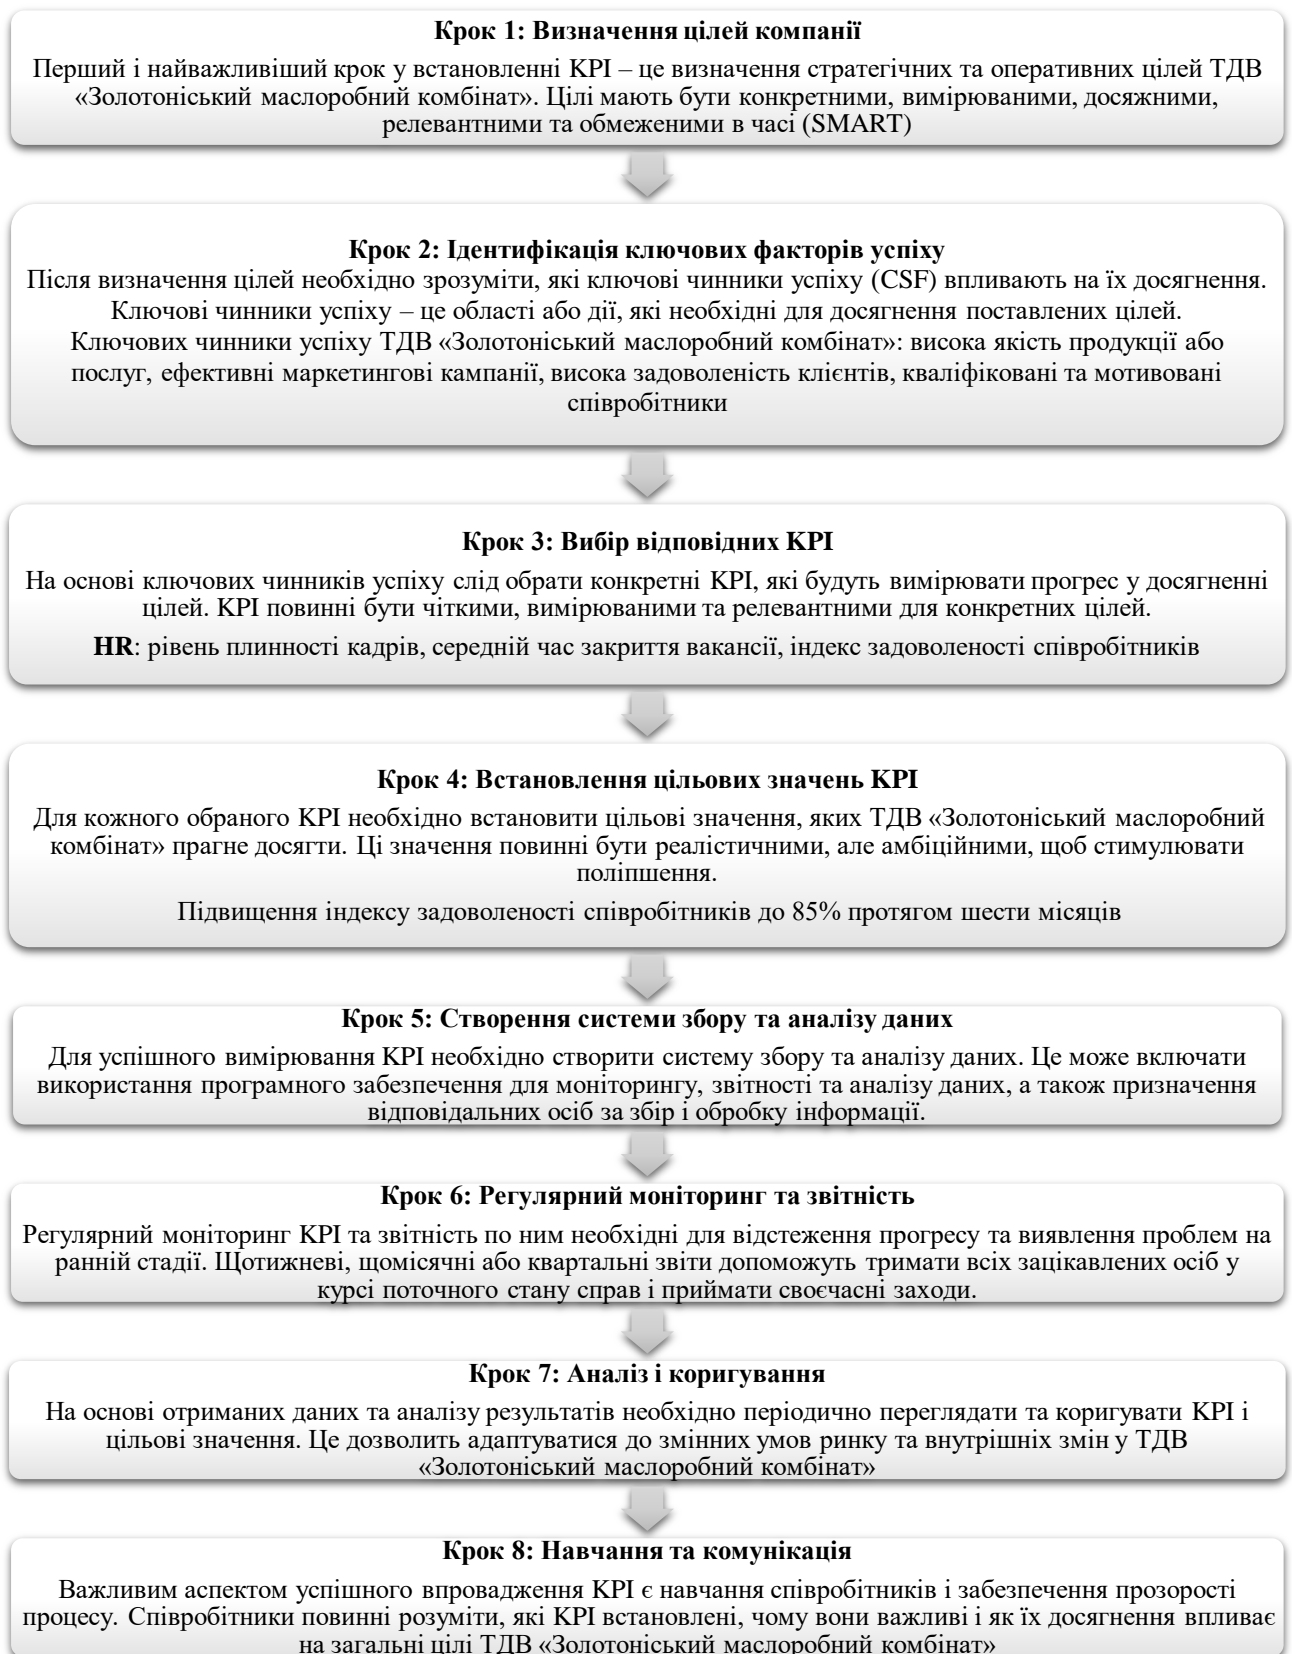 Крок 1: Визначення цілей компанії
Перший і найважливіший крок у встановленні KPI – це визначення стратегічних та оперативних цілей ТДВ
«Золотоніський маслоробний комбінат». Цілі мають бути конкретними, вимірюваними, досяжними,
релевантними та обмеженими в часі (SMART)
Крок 2: Ідентифікація ключових факторів успіху
Після визначення цілей необхідно зрозуміти, які ключові чинники успіху (CSF) впливають на їх досягнення.
Ключові чинники успіху – це області або дії, які необхідні для досягнення поставлених цілей.
Ключових чинники успіху ТДВ «Золотоніський маслоробний комбінат»: висока якість продукції або
послуг, ефективні маркетингові кампанії, висока задоволеність клієнтів, кваліфіковані та мотивовані
співробітники
Крок 3: Вибір відповідних KPI
На основі ключових чинників успіху слід обрати конкретні KPI, які будуть вимірювати прогрес у досягненні
цілей. KPI повинні бути чіткими, вимірюваними та релевантними для конкретних цілей.
HR: рівень плинності кадрів, середній час закриття вакансії, індекс задоволеності співробітників
Крок 4: Встановлення цільових значень KPI
Для кожного обраного KPI необхідно встановити цільові значення, яких ТДВ «Золотоніський маслоробний
комбінат» прагне досягти. Ці значення повинні бути реалістичними, але амбіційними, щоб стимулювати
поліпшення.
Підвищення індексу задоволеності співробітників до 85% протягом шести місяців
Крок 5: Створення системи збору та аналізу даних
Для успішного вимірювання KPI необхідно створити систему збору та аналізу даних. Це може включати
використання програмного забезпечення для моніторингу, звітності та аналізу даних, а також призначення
відповідальних осіб за збір і обробку інформації.
Крок 6: Регулярний моніторинг та звітність
Регулярний моніторинг KPI та звітність по ним необхідні для відстеження прогресу та виявлення проблем на
ранній стадії. Щотижневі, щомісячні або квартальні звіти допоможуть тримати всіх зацікавлених осіб у
курсі поточного стану справ і приймати своєчасні заходи.
Крок 7: Аналіз і коригування
На основі отриманих даних та аналізу результатів необхідно періодично переглядати та коригувати KPI і
цільові значення. Це дозволить адаптуватися до змінних умов ринку та внутрішніх змін у ТДВ
«Золотоніський маслоробний комбінат»
Крок 8: Навчання та комунікація
Важливим аспектом успішного впровадження KPI є навчання співробітників і забезпечення прозорості
процесу. Співробітники повинні розуміти, які KPI встановлені, чому вони важливі і як їх досягнення впливає
на загальні цілі ТДВ «Золотоніський маслоробний комбінат»